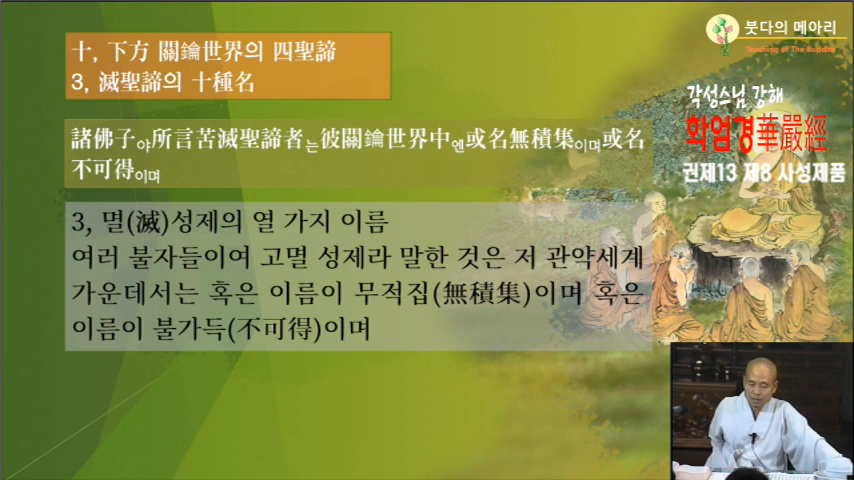 十, 下方 關鑰世界의 四聖諦
3, 滅聖諦의 十種名
諸佛子야所言苦滅聖諦者는彼關鑰世界中엔或名無積集이며或名
不可得이며
3, 멸(滅)성제의 열 가지 이름
여러 불자들이여 고멸 성제라 말한 것은 저 관약세계
가운데서는 혹은 이름이 무적집(無積集)이며 혹은
이름이 불가득(不可得)이며
붓다의 메아리
Teaching of The Buddha
각성스님 강해
화엄경華嚴經
권제13 제8 사성제품